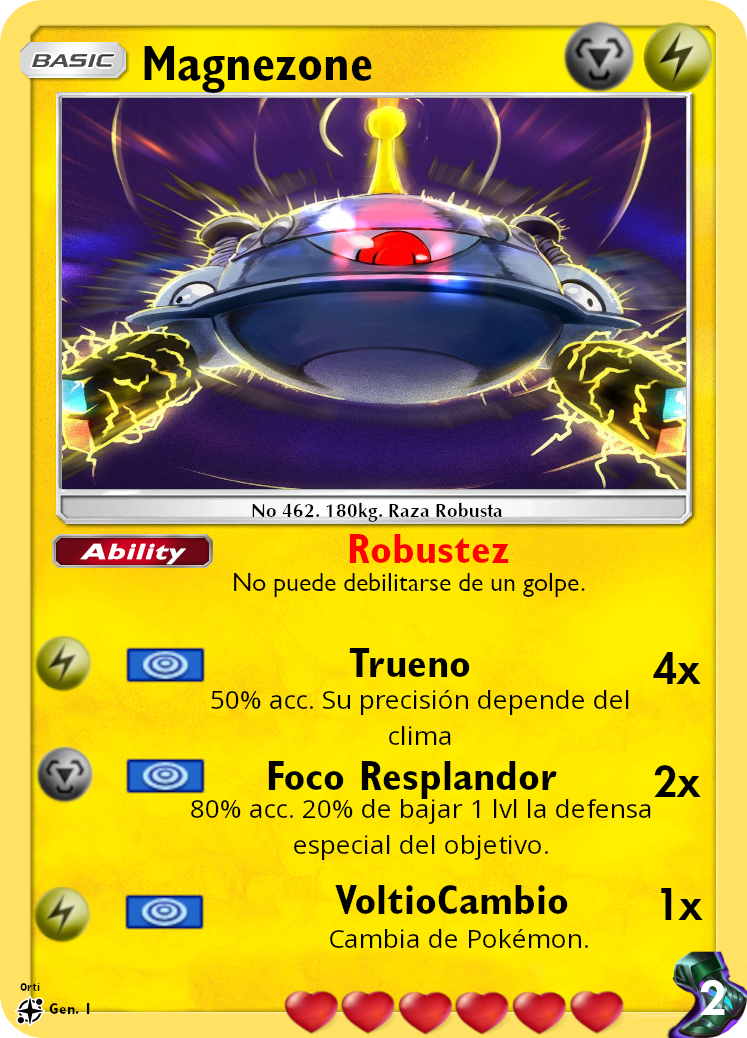 BASIC Magnezone
No 462. 180kg. Raza Robusta
Ability Robustez
No puede debilitarse de un golpe.
Trueno 4x
50% acc. Su precisión depende del
clima
Foco Resplandor 2x
80% acc. 20% de bajar 1 lvl la defensa
especial del objetivo.
VoltioCambio 1x
Cambia de Pokémon.
Orti
Gen. I
2